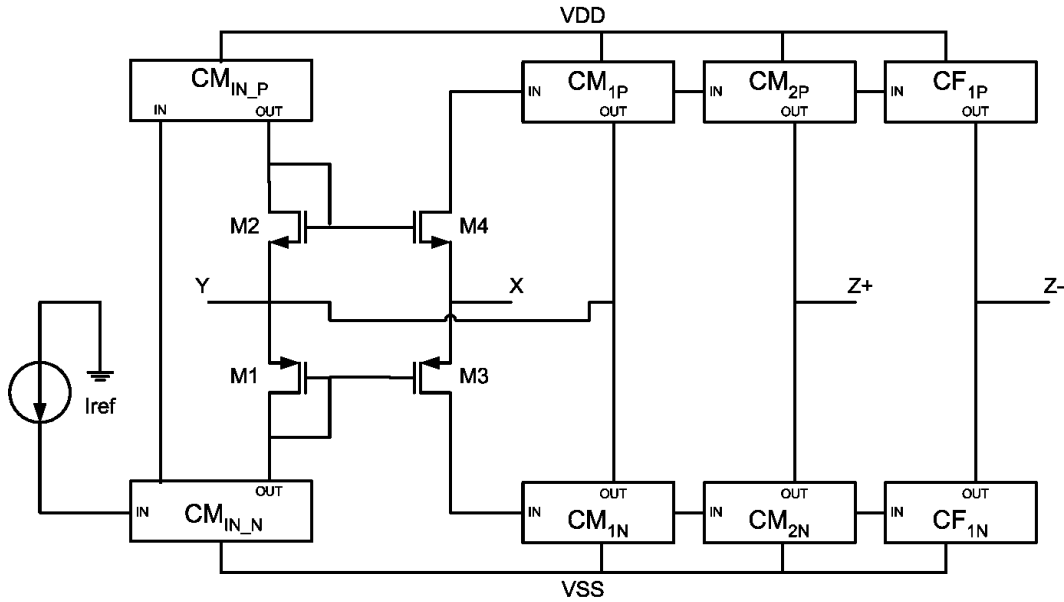 VDD
CM_IN_P
IN
OUT
IN
CM_1P
OUT
IN
CM_2P
OUT
IN
CF_1P
OUT
M2
M4
Y
X
Z+
Z-
M1
M3
Iref
IN
OUT
CM_IN_N
IN
OUT
CM_1N
IN
OUT
CM_2N
IN
OUT
CF_1N
VSS